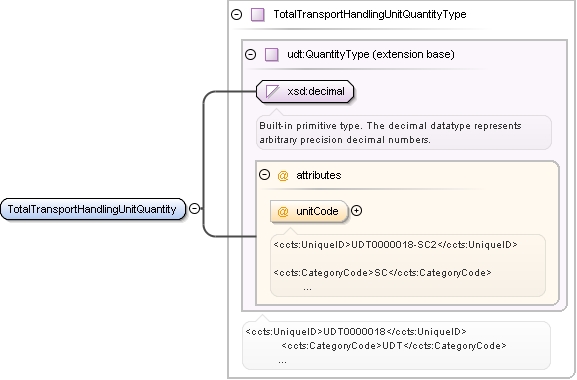 TotalTransportHandlingUnitQuantityType
udt:QuantityType (extension base)
xsd:decimal
Built-in primitive type. The decimal datatype represents
arbitrary precision decimal numbers.
@ attributes
@ unitCode
<ccts:UniqueID>UDT0000018-SC2</ccts:UniqueID>
<ccts:CategoryCode>SC</ccts:CategoryCode>
...
TotalTransportHandlingUnitQuantity
<ccts:UniqueID>UDT0000018</ccts:UniqueID>
<ccts:CategoryCode>UDT</ccts:CategoryCode>
...